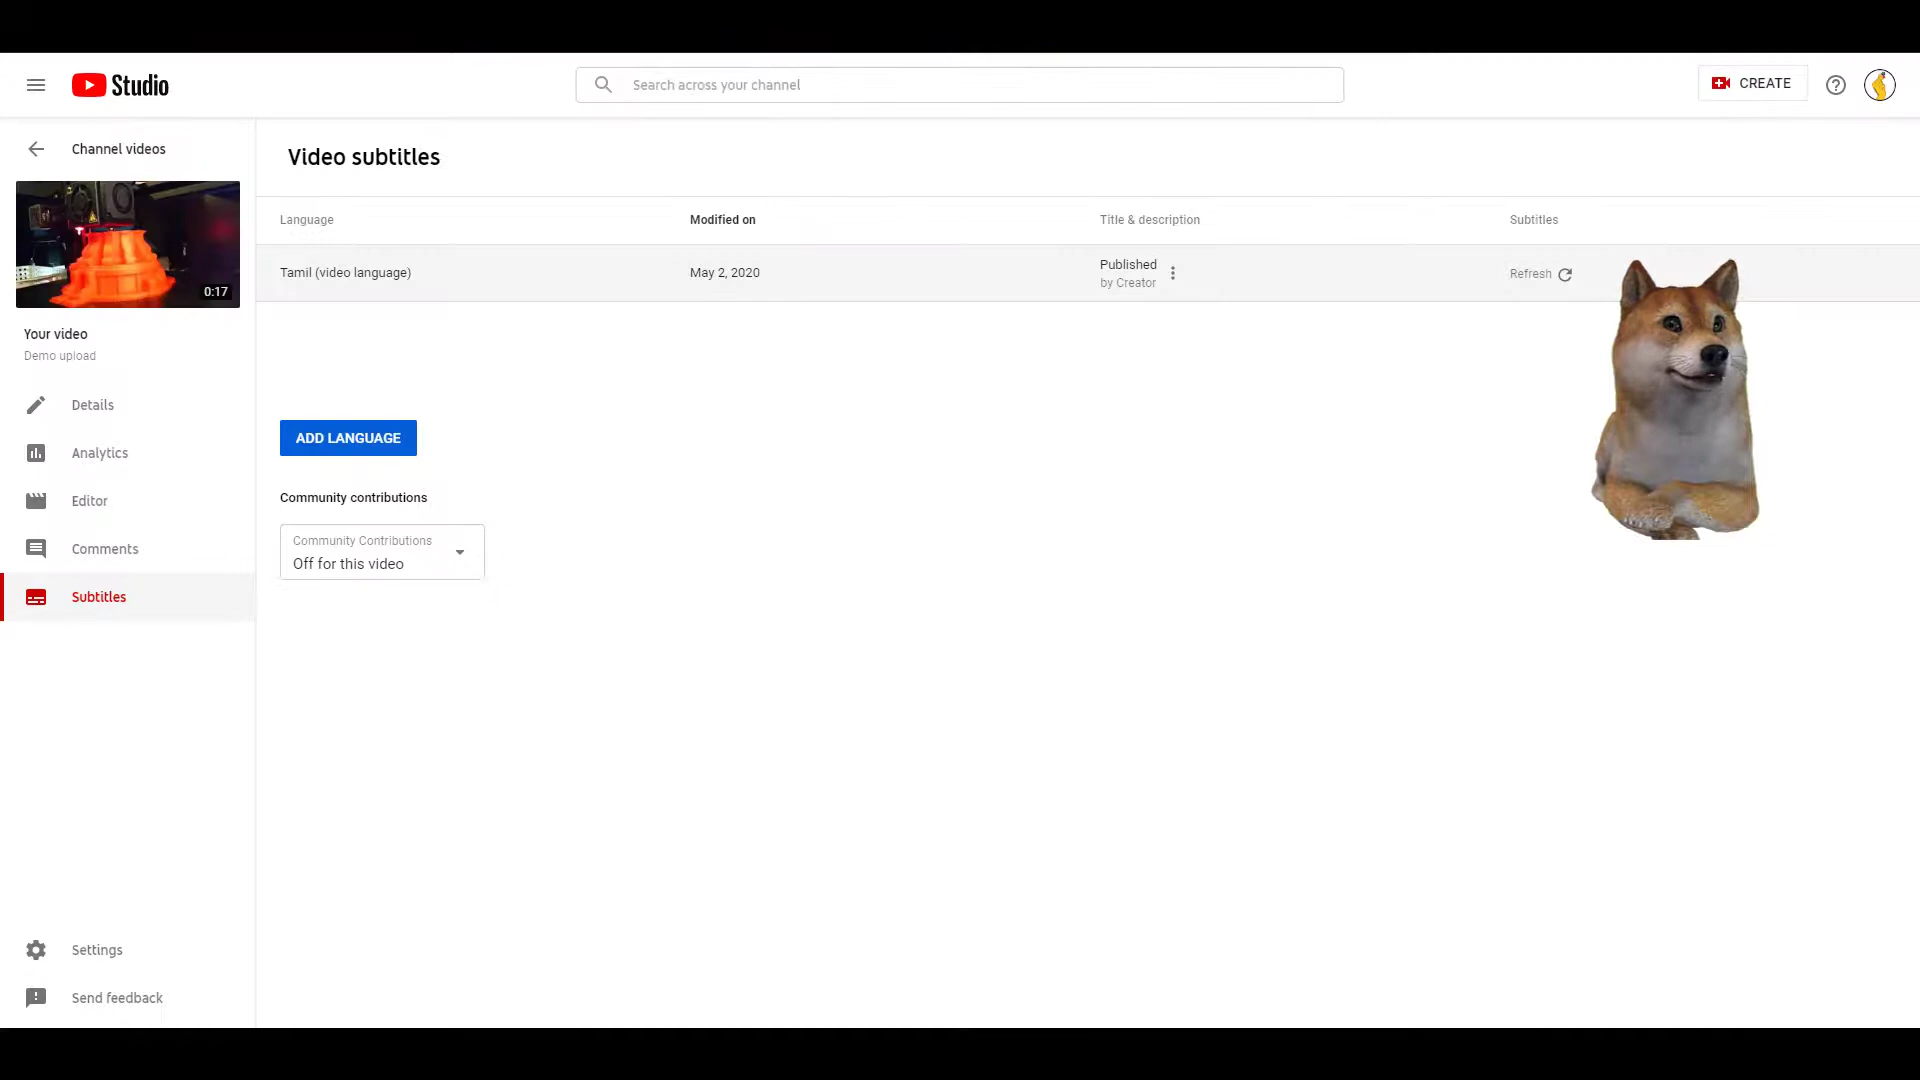 Studio
Search across your channel
CREATE
Channel videos
0:17
Your video
Demo upload
Details
Analytics
Editor
Comments
Subtitles
Settings
Send feedback
Video subtitles
Language
Modified on
Title & description
Subtitles
Tamil (video language)
May 2, 2020
Published
by Creator
Refresh
ADD LANGUAGE
Community contributions
Community Contributions
Off for this video